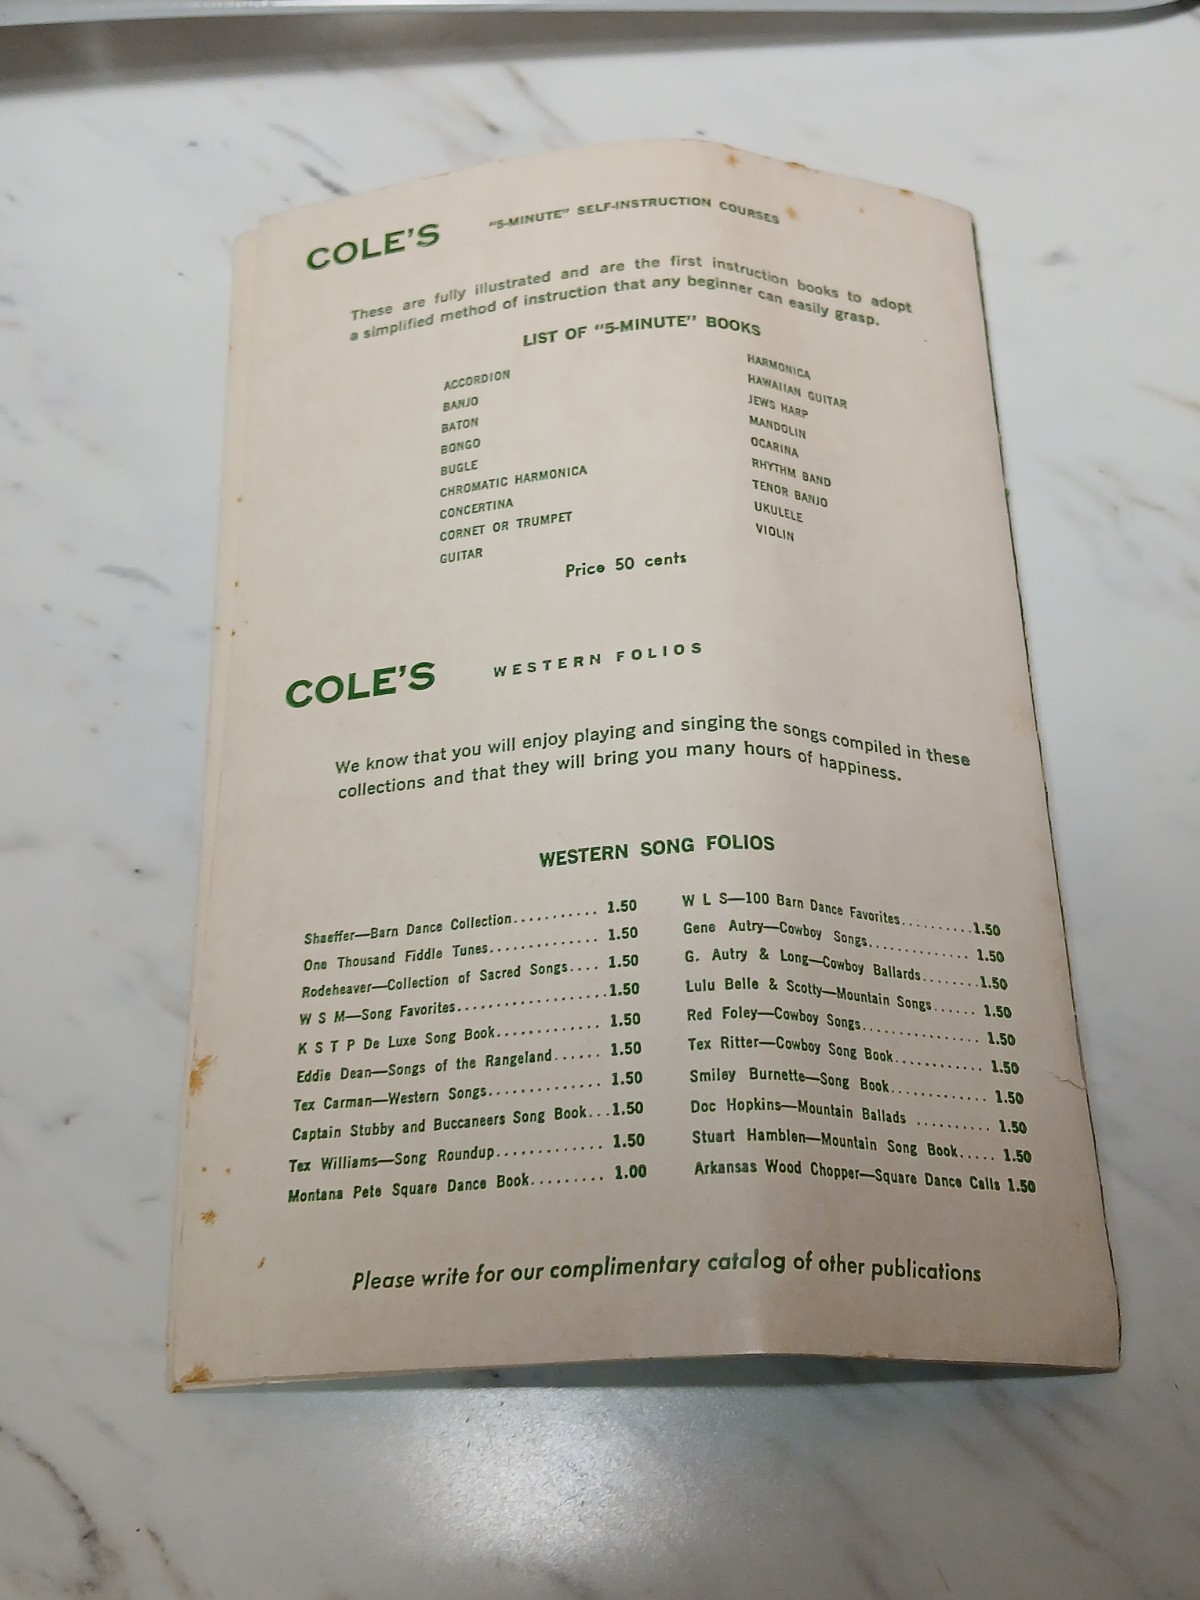 COLE'S "5-MINUTE" SELF-INSTRUCTION COURSES
These are fully illustrated and are the first instruction books to adopt
a simplified method of instruction that any beginner can easily grasp.
LIST OF "5-MINUTE" BOOKS
ACCORDION
BANJO
BATON
BONGO
BUGLE
CHROMATIC HARMONICA
CONCERTINA
CORNET OR TRUMPET
GUITAR
HARMONICA
HAWAIIAN GUITAR
JEWS HARP
MANDOLIN
OCARINA
RHYTHM BAND
TENOR BANJO
UKULELE
VIOLIN
Price 50 cents
COLE'S WESTERN FOLIOS
We know that you will enjoy playing and singing the songs compiled in these
collections and that they will bring you many hours of happiness.
WESTERN SONG FOLIOS
Shaeffer—Barn Dance Collection........... 1.50
One Thousand Fiddle Tunes.............. 1.50
Rodeheaver—Collection of Sacred Songs.... 1.50
W S M—Song Favorites...................1.50
K S T P De Luxe Song Book............. 1.50
Eddie Dean—Songs of the Rangeland...... 1.50
Tex Carman—Western Songs.............. 1.50
Captain Stubby and Buccaneers Song Book...1.50
Tex Williams—Song Roundup............. 1.50
Montana Pete Square Dance Book......... 1.00
W L S—100 Barn Dance Favorites..........1.50
Gene Autry—Cowboy Songs.............. 1.50
G. Autry & Long—Cowboy Ballards........1.50
Lulu Belle & Scotty—Mountain Songs...... 1.50
Red Foley—Cowboy Songs............... 1.50
Tex Ritter—Cowboy Song Book............ 1.50
Smiley Burnette—Song Book............. 1.50
Doc Hopkins—Mountain Ballads .......... 1.50
Stuart Hamblen—Mountain Song Book..... 1.50
Arkansas Wood Chopper—Square Dance Calls 1.50
Please write for our complimentary catalog of other publications